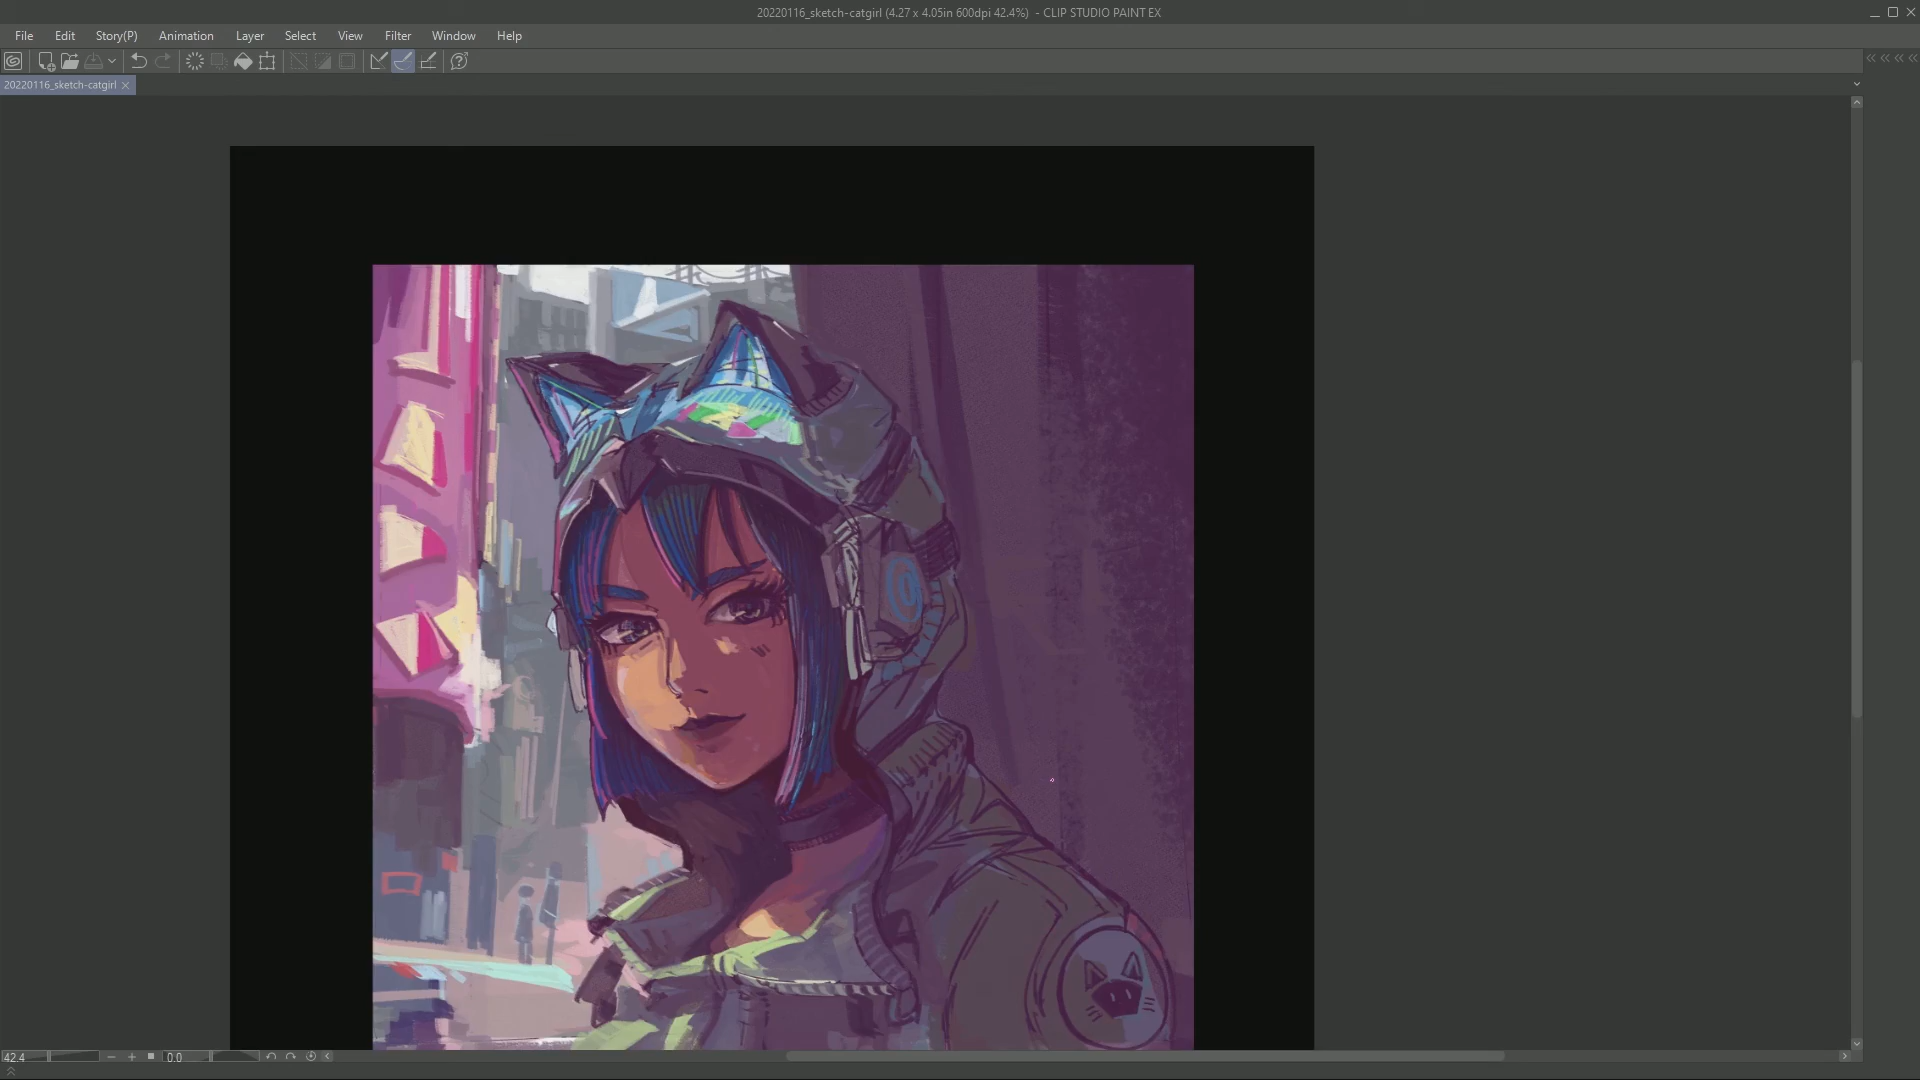 20220116_sketch-catgirl (4.27 x 4.05in 600dpi 42.4%) - CLIP STUDIO PAINT EX
File Edit Story(P) Animation Layer Select View Filter Window Help
20220116_sketch-catgirl
42.4 0.0